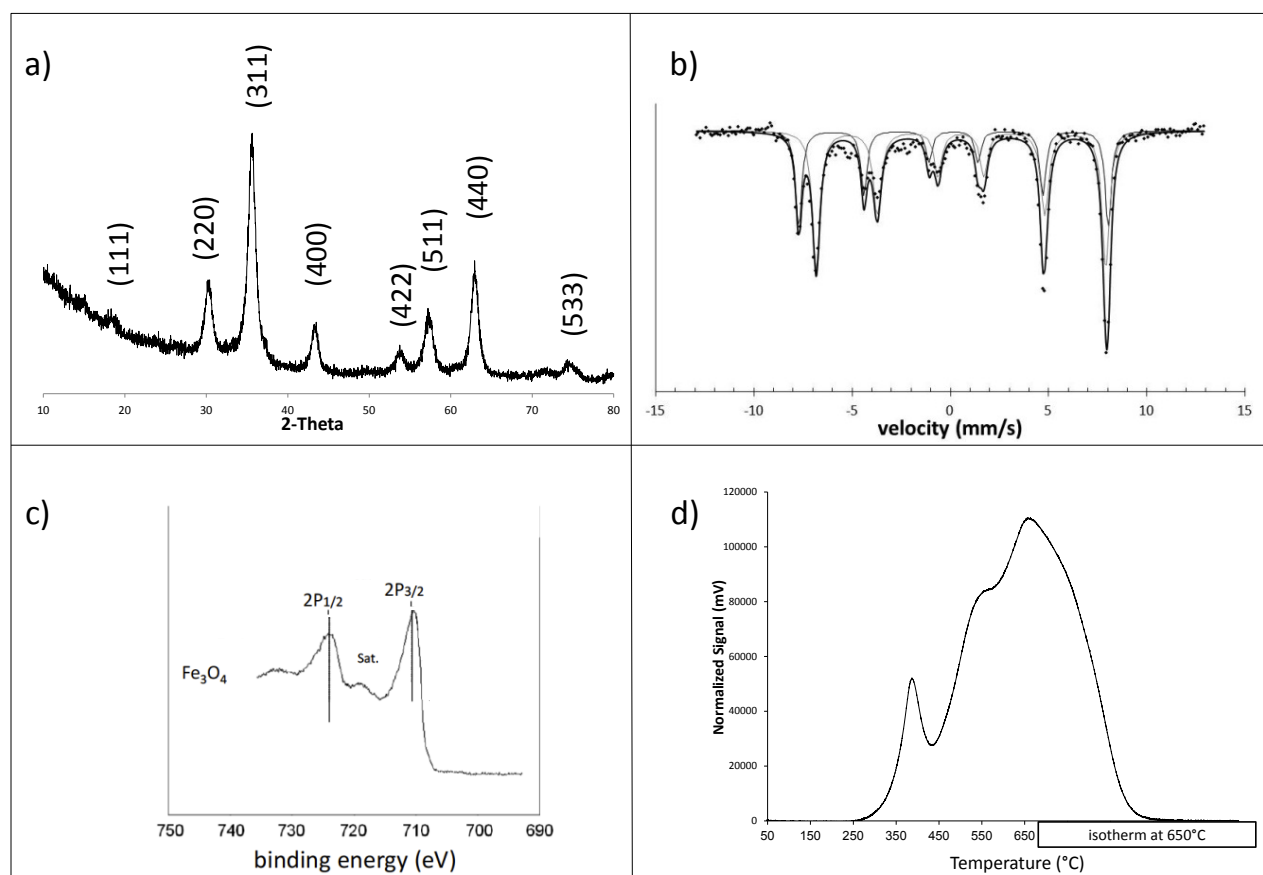 a)
(111)
(220)
(311)
(400)
(422)
(511)
(440)
(533)
10 20 30 40 50 60 70 80
2-Theta
b)
-15 -10 -5 0 5 10 15
velocity (mm/s)
c)
2P1/2
2P3/2
Sat.
Fe₃O₄
750 740 730 720 710 700 690
binding energy (eV)
d)
Normalized Signal (mV)
120000
100000
80000
60000
40000
20000
0
50 150 250 350 450 550 650
isotherm at 650°C
Temperature (°C)